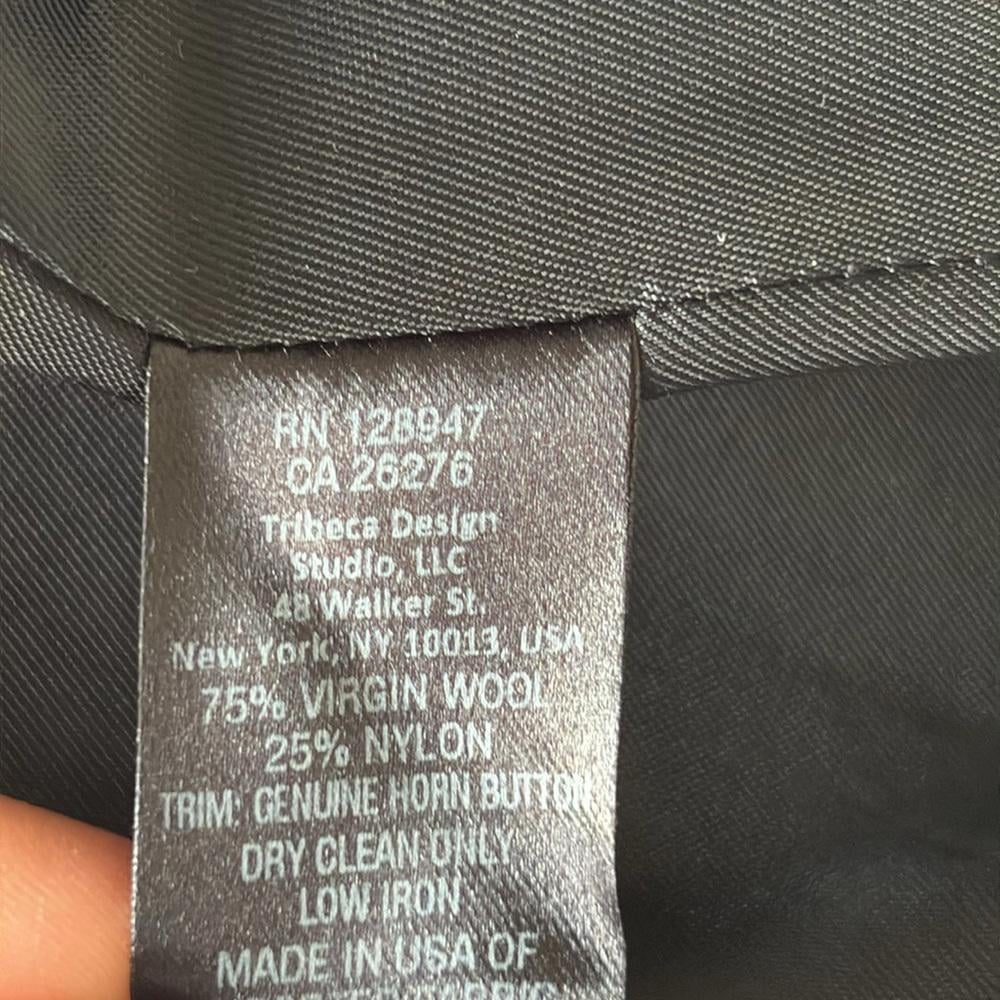 RN 128947
CA 26276
Tribeca Design
Studio, LLC
48 Walker St.
New York, NY 10013, USA
75% VIRGIN WOOL
25% NYLON
TRIM: GENUINE HORN BUTTON
DRY CLEAN ONLY
LOW IRON
MADE IN USA OF